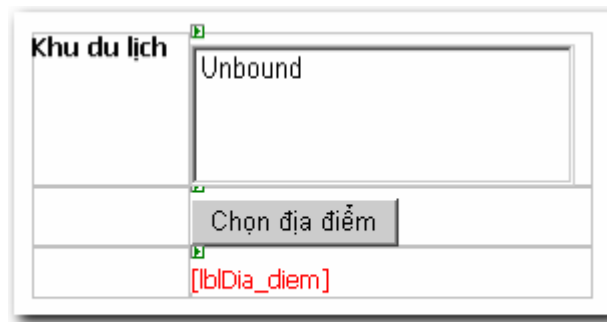 Khu du lịch
Unbound
Chọn địa điểm
[lblDia_diem]